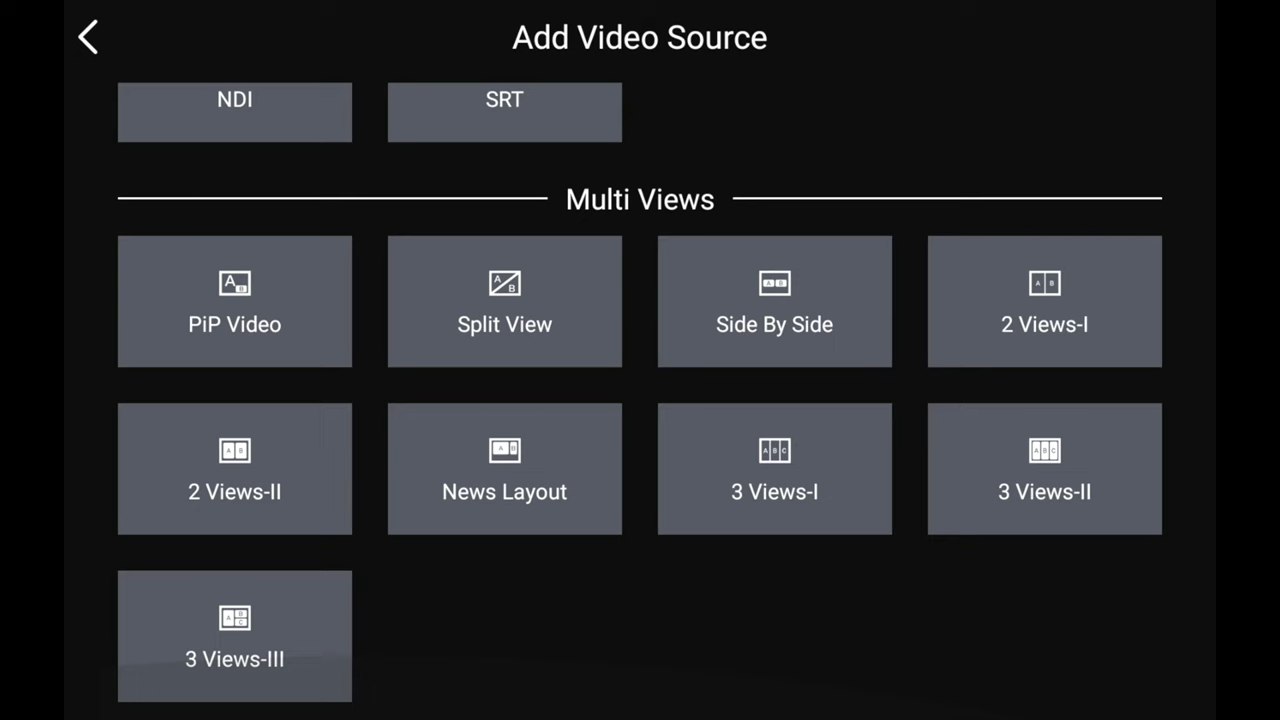 Add Video Source
NDI
SRT
Multi Views
A
B
PiP Video
A
B
Split View
A B
Side By Side
A B
2 Views-I
A B
2 Views-II
A B
News Layout
A B C
3 Views-I
A B C
3 Views-II
A
B
C
3 Views-III